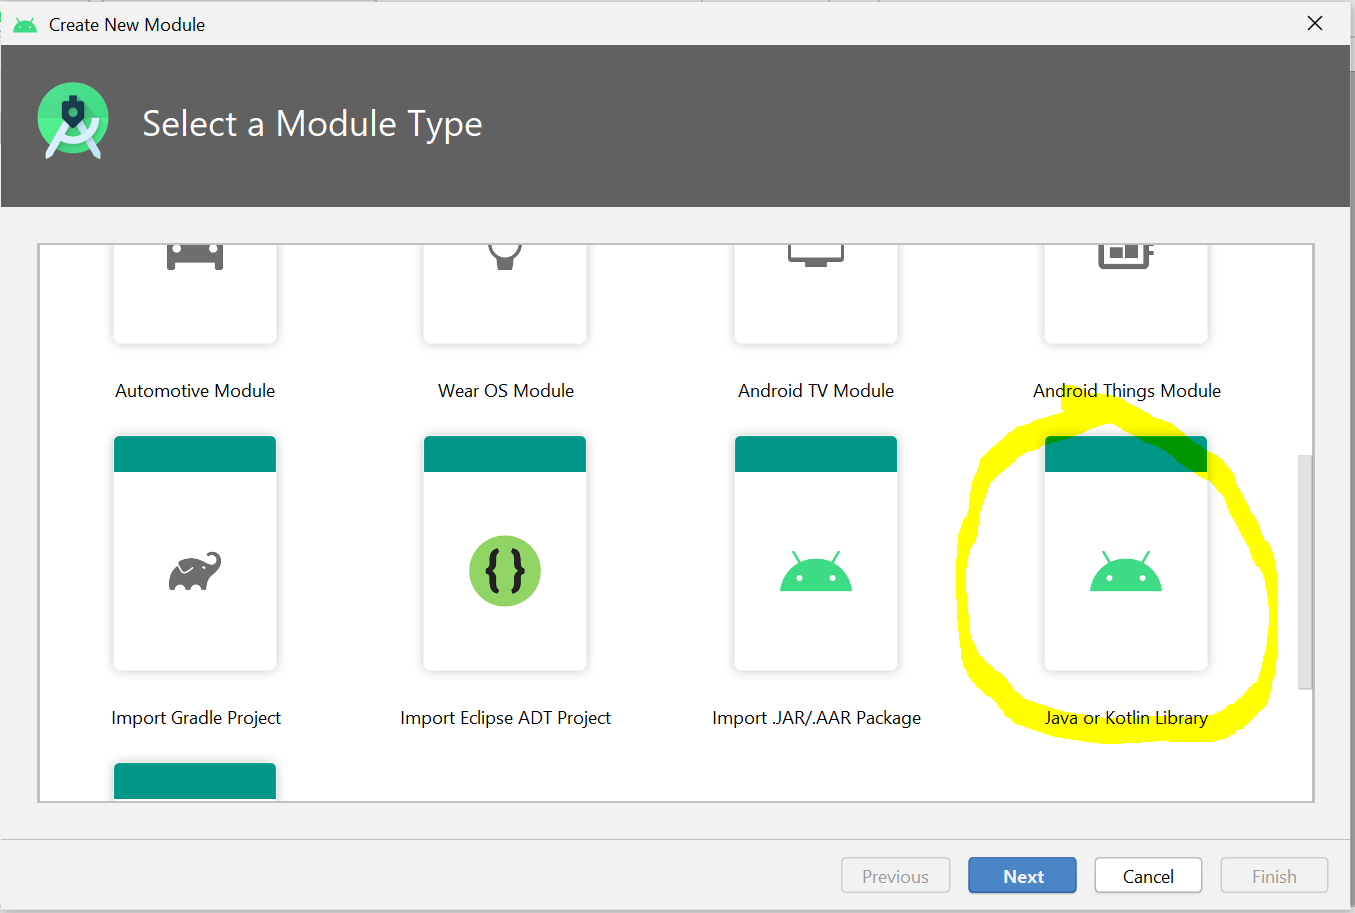 Create New Module
Select a Module Type
Automotive Module
Wear OS Module
Android TV Module
Android Things Module
{}
Import Gradle Project
Import Eclipse ADT Project
Import .JAR/.AAR Package
Java or Kotlin Library
Previous
Next
Cancel
Finish